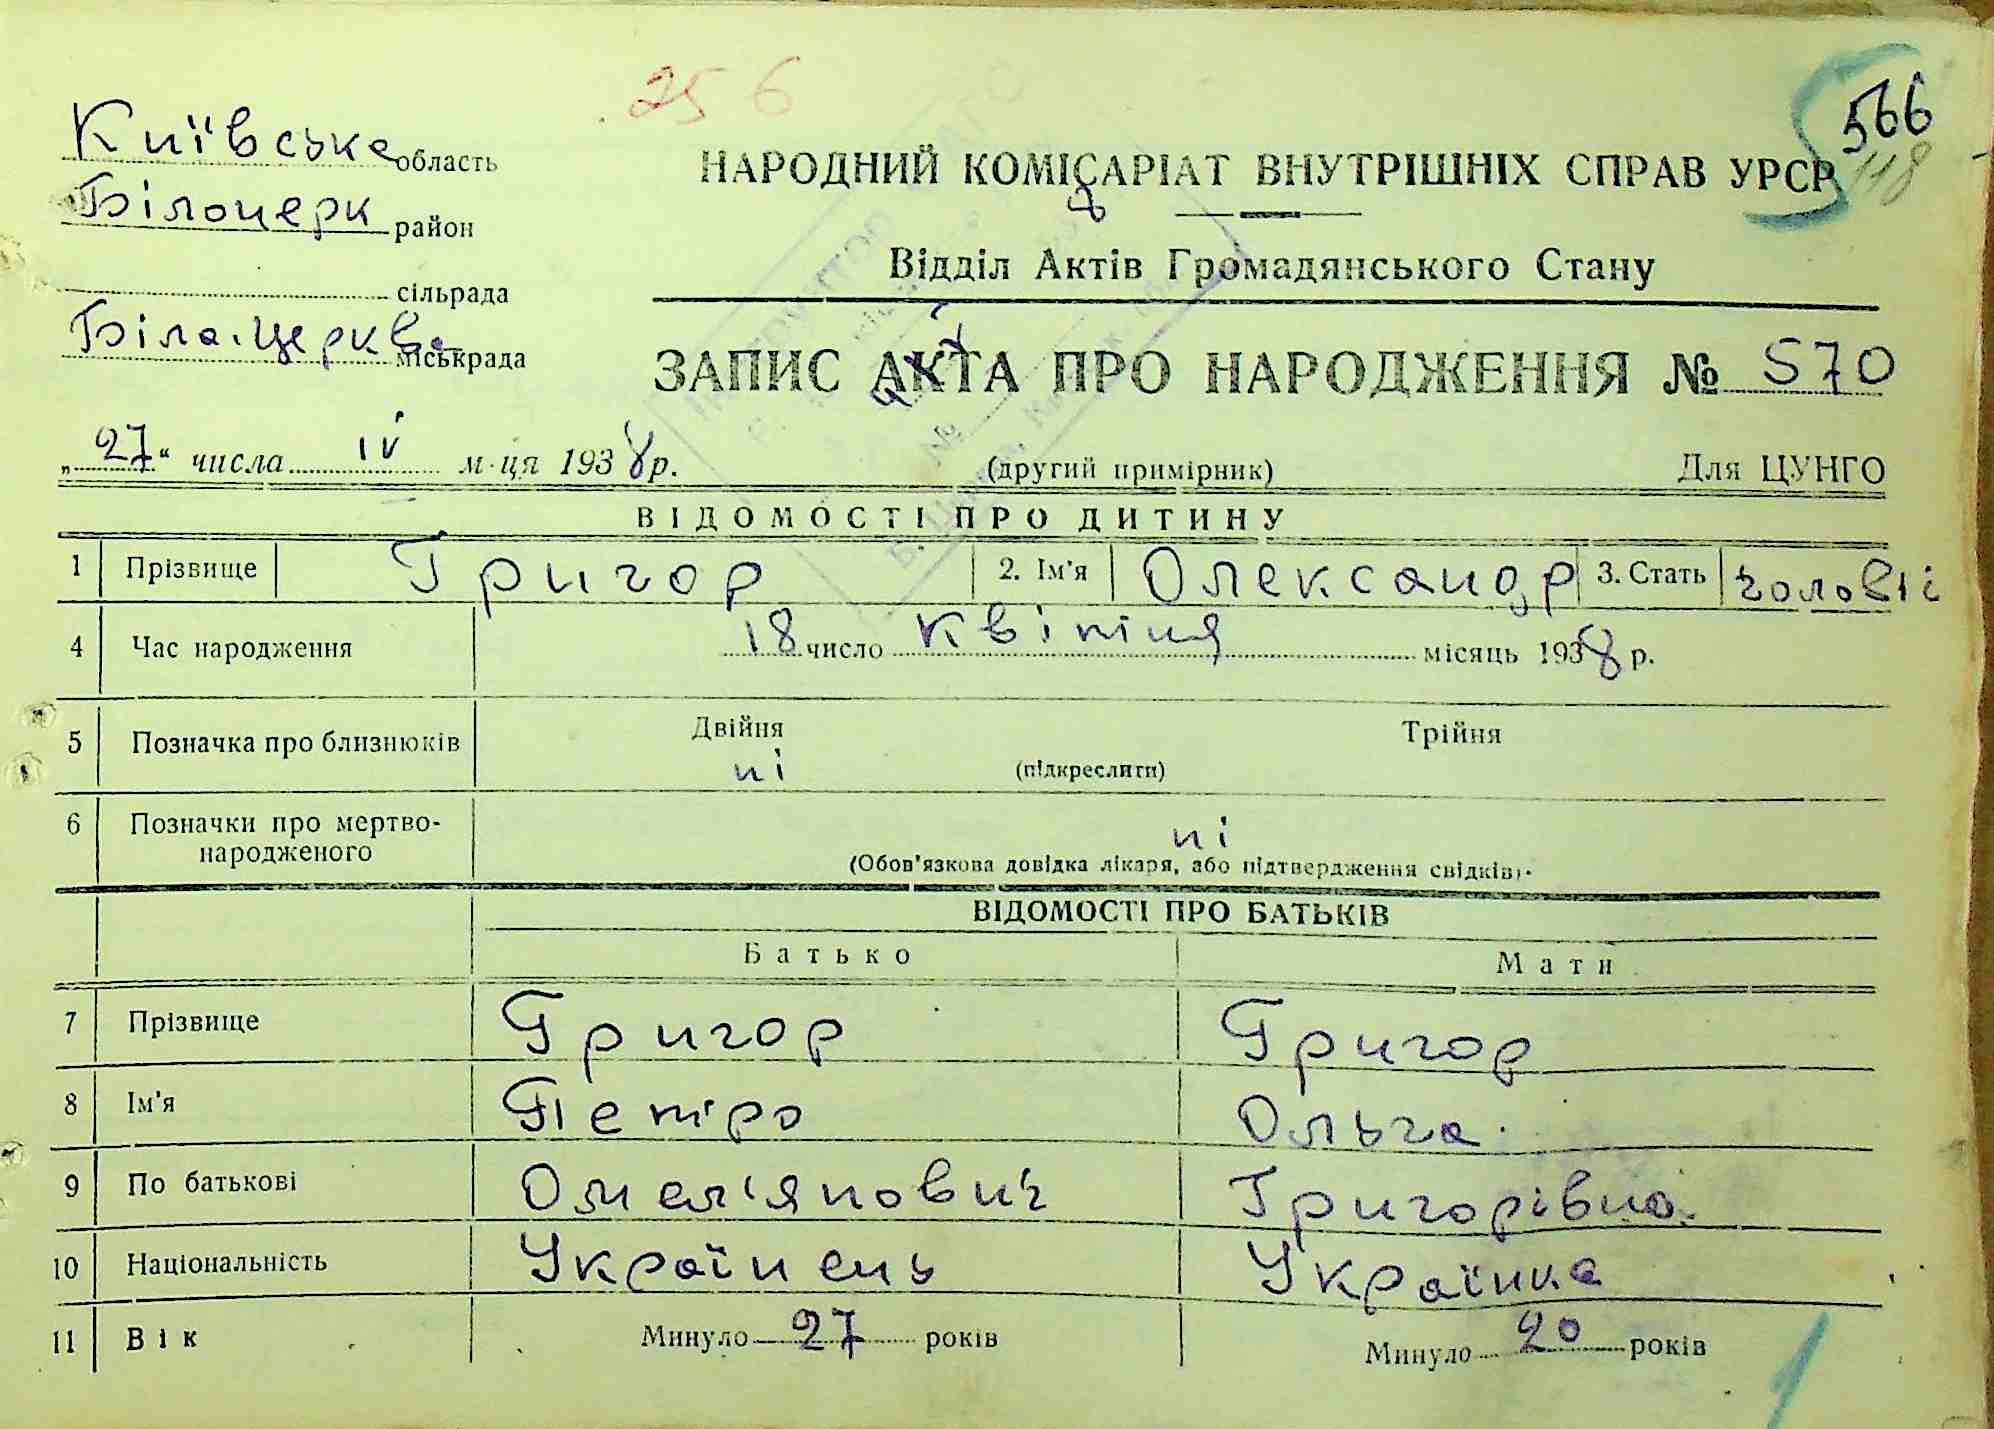 256
566
118
Київська область
Білоцерк район
сільрада
Біла-церква міськрада
НАРОДНИЙ КОМІСАРІАТ ВНУТРІШНІХ СПРАВ УРСР
Відділ Актів Громадянського Стану
ЗАПИС АКТА ПРО НАРОДЖЕННЯ № 570
„27“ числа IV м-ця 1938 р. (другий примірник) Для ЦУНГО
ВІДОМОСТІ ПРО ДИТИНУ
1 Прізвище Григор 2. Ім'я Олександр 3. Стать
4 Час народження 18 число Квітня місяць 1938 р.
5 Позначка про близнюків Двійня Трійня
ні (підкреслити)
6 Позначки про мертво-
народженого ні
(Обов'язкова довідка лікаря, або підтвердження свідків).
ВІДОМОСТІ ПРО БАТЬКІВ
Батько Мати
7 Прізвище Григор Григор
8 Ім'я Петро Ольга
9 По батькові Омел'янович Григорівна
10 Національність Українець Українка
11 Вік Минуло 27 років Минуло 20 років